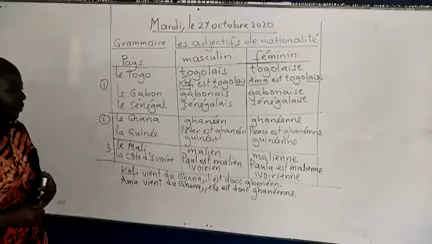 Mardi, le 27 octobre 2020
Grammaire les adjectifs de nationalité
Pays masculin féminin
le Togo togolais togolaise
① Kofi est togolais Ama est togolaise
le Gabon gabonais gabonaise
le Sénégal sénégalais sénégalaise
② le Ghana ghanéen ghanéenne
Peter est ghanéen Peace est ghanéenne
la Guinée guinéen guinéenne
3 le Mali malien malienne
Paul est malien Paula est malienne
la Côte d'Ivoire ivoirien ivoirienne
Kofi vient du Ghana, il est donc ghanéen.
Ama vient du Ghana, elle est donc ghanéenne.